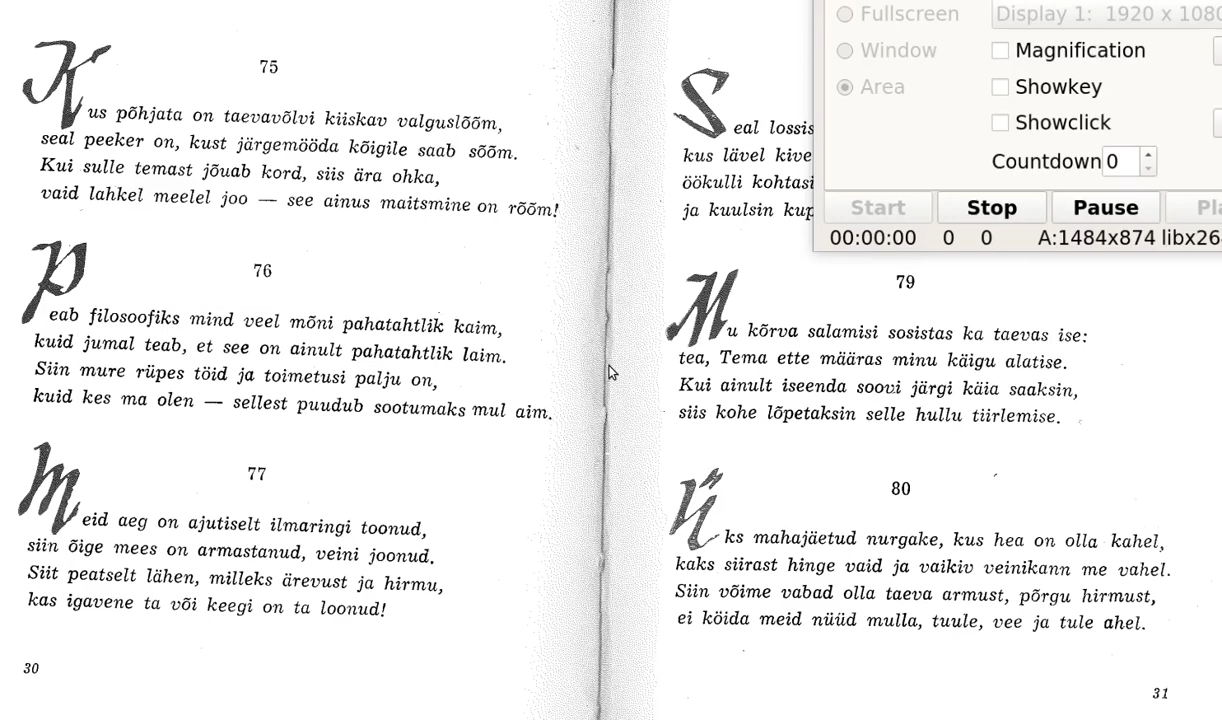 75
Kus põhjata on taevavõlvi kiiskav valguslõõm,
seal peeker on, kust järgemööda kõigile saab sõõm.
Kui sulle temast jõuab kord, siis ära ohka,
vaid lahkel meelel joo — see ainus maitsmine on rõõm!
76
Peab filosoofiks mind veel mõni pahatahtlik kaim,
kuid jumal teab, et see on ainult pahatahtlik laim.
Siin mure rüpes töid ja toimetusi palju on,
kuid kes ma olen — sellest puudub sootumaks mul aim.
77
Meid aeg on ajutiselt ilmaringi toonud,
siin õige mees on armastanud, veini joonud.
Siit peatselt lähen, milleks ärevust ja hirmu,
kas igavene ta või keegi on ta loonud!
30
Seal lossis
kus lävel kive
öökulli kohtasi
ja kuulsin kup
79
Mu kõrva salamisi sosistas ka taevas ise:
tea, Tema ette määras minu käigu alatise.
Kui ainult iseenda soovi järgi käia saaksin,
siis kohe lõpetaksin selle hullu tiirlemise.
80
Üks mahajäetud nurgake, kus hea on olla kahel,
kaks siirast hinge vaid ja vaikiv veinikann me vahel.
Siin võime vabad olla taeva armust, põrgu hirmust,
ei köida meid nüüd mulla, tuule, vee ja tule ahel.
31
Fullscreen Display 1: 1920 x 1080
Window Magnification
Area Showkey
Showclick
Countdown 0
Start Stop Pause Pla
00:00:00 0 0 A:1484x874 libx26